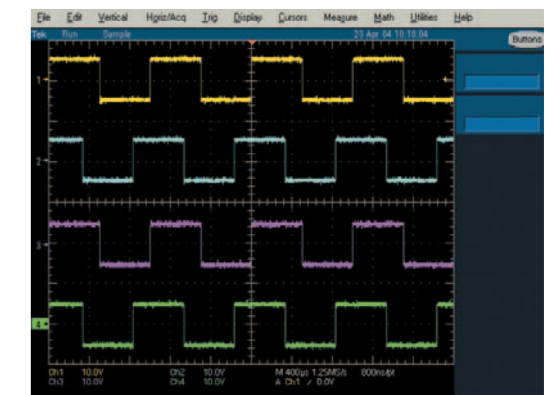 File Edit Vertical Horiz/Acq Trig Display Cursors Measure Math Utilities Help
Tek Run Sample 23 Apr 04 10:18:04 Buttons
1
2
3
4
Ch1 10.0V Ch2 10.0V M 400µs 1.25MS/s 800ns/pt
Ch3 10.0V Ch4 10.0V A Ch1 / 0.0V